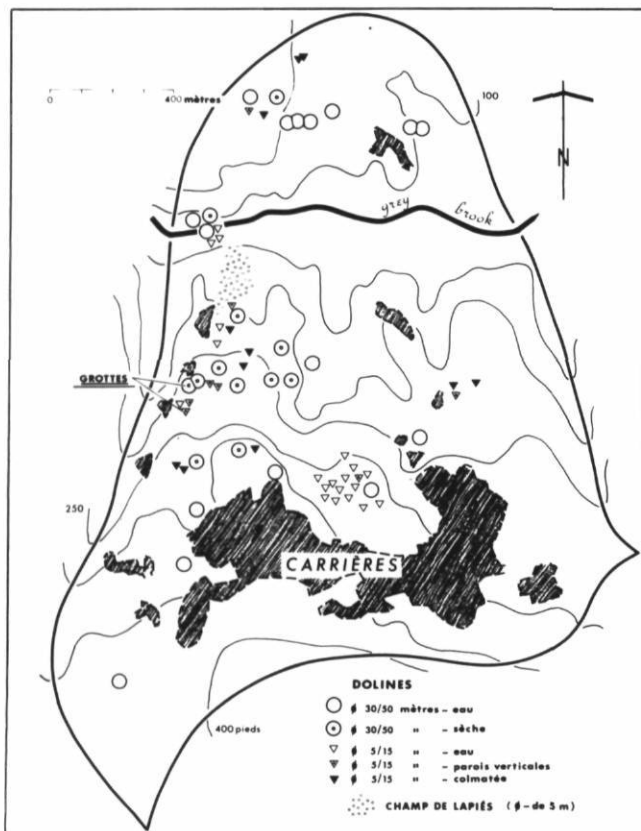 0 400 mètres
100
N
grey brook
GROTTES
250
CARRIÈRES
400 pieds
DOLINES
ϕ 30/50 mètres - eau
ϕ 30/50 " - sèche
ϕ 5/15 " - eau
ϕ 5/15 " - parois verticales
ϕ 5/15 " - colmatée
CHAMP DE LAPIÉS (ϕ - de 5 m)